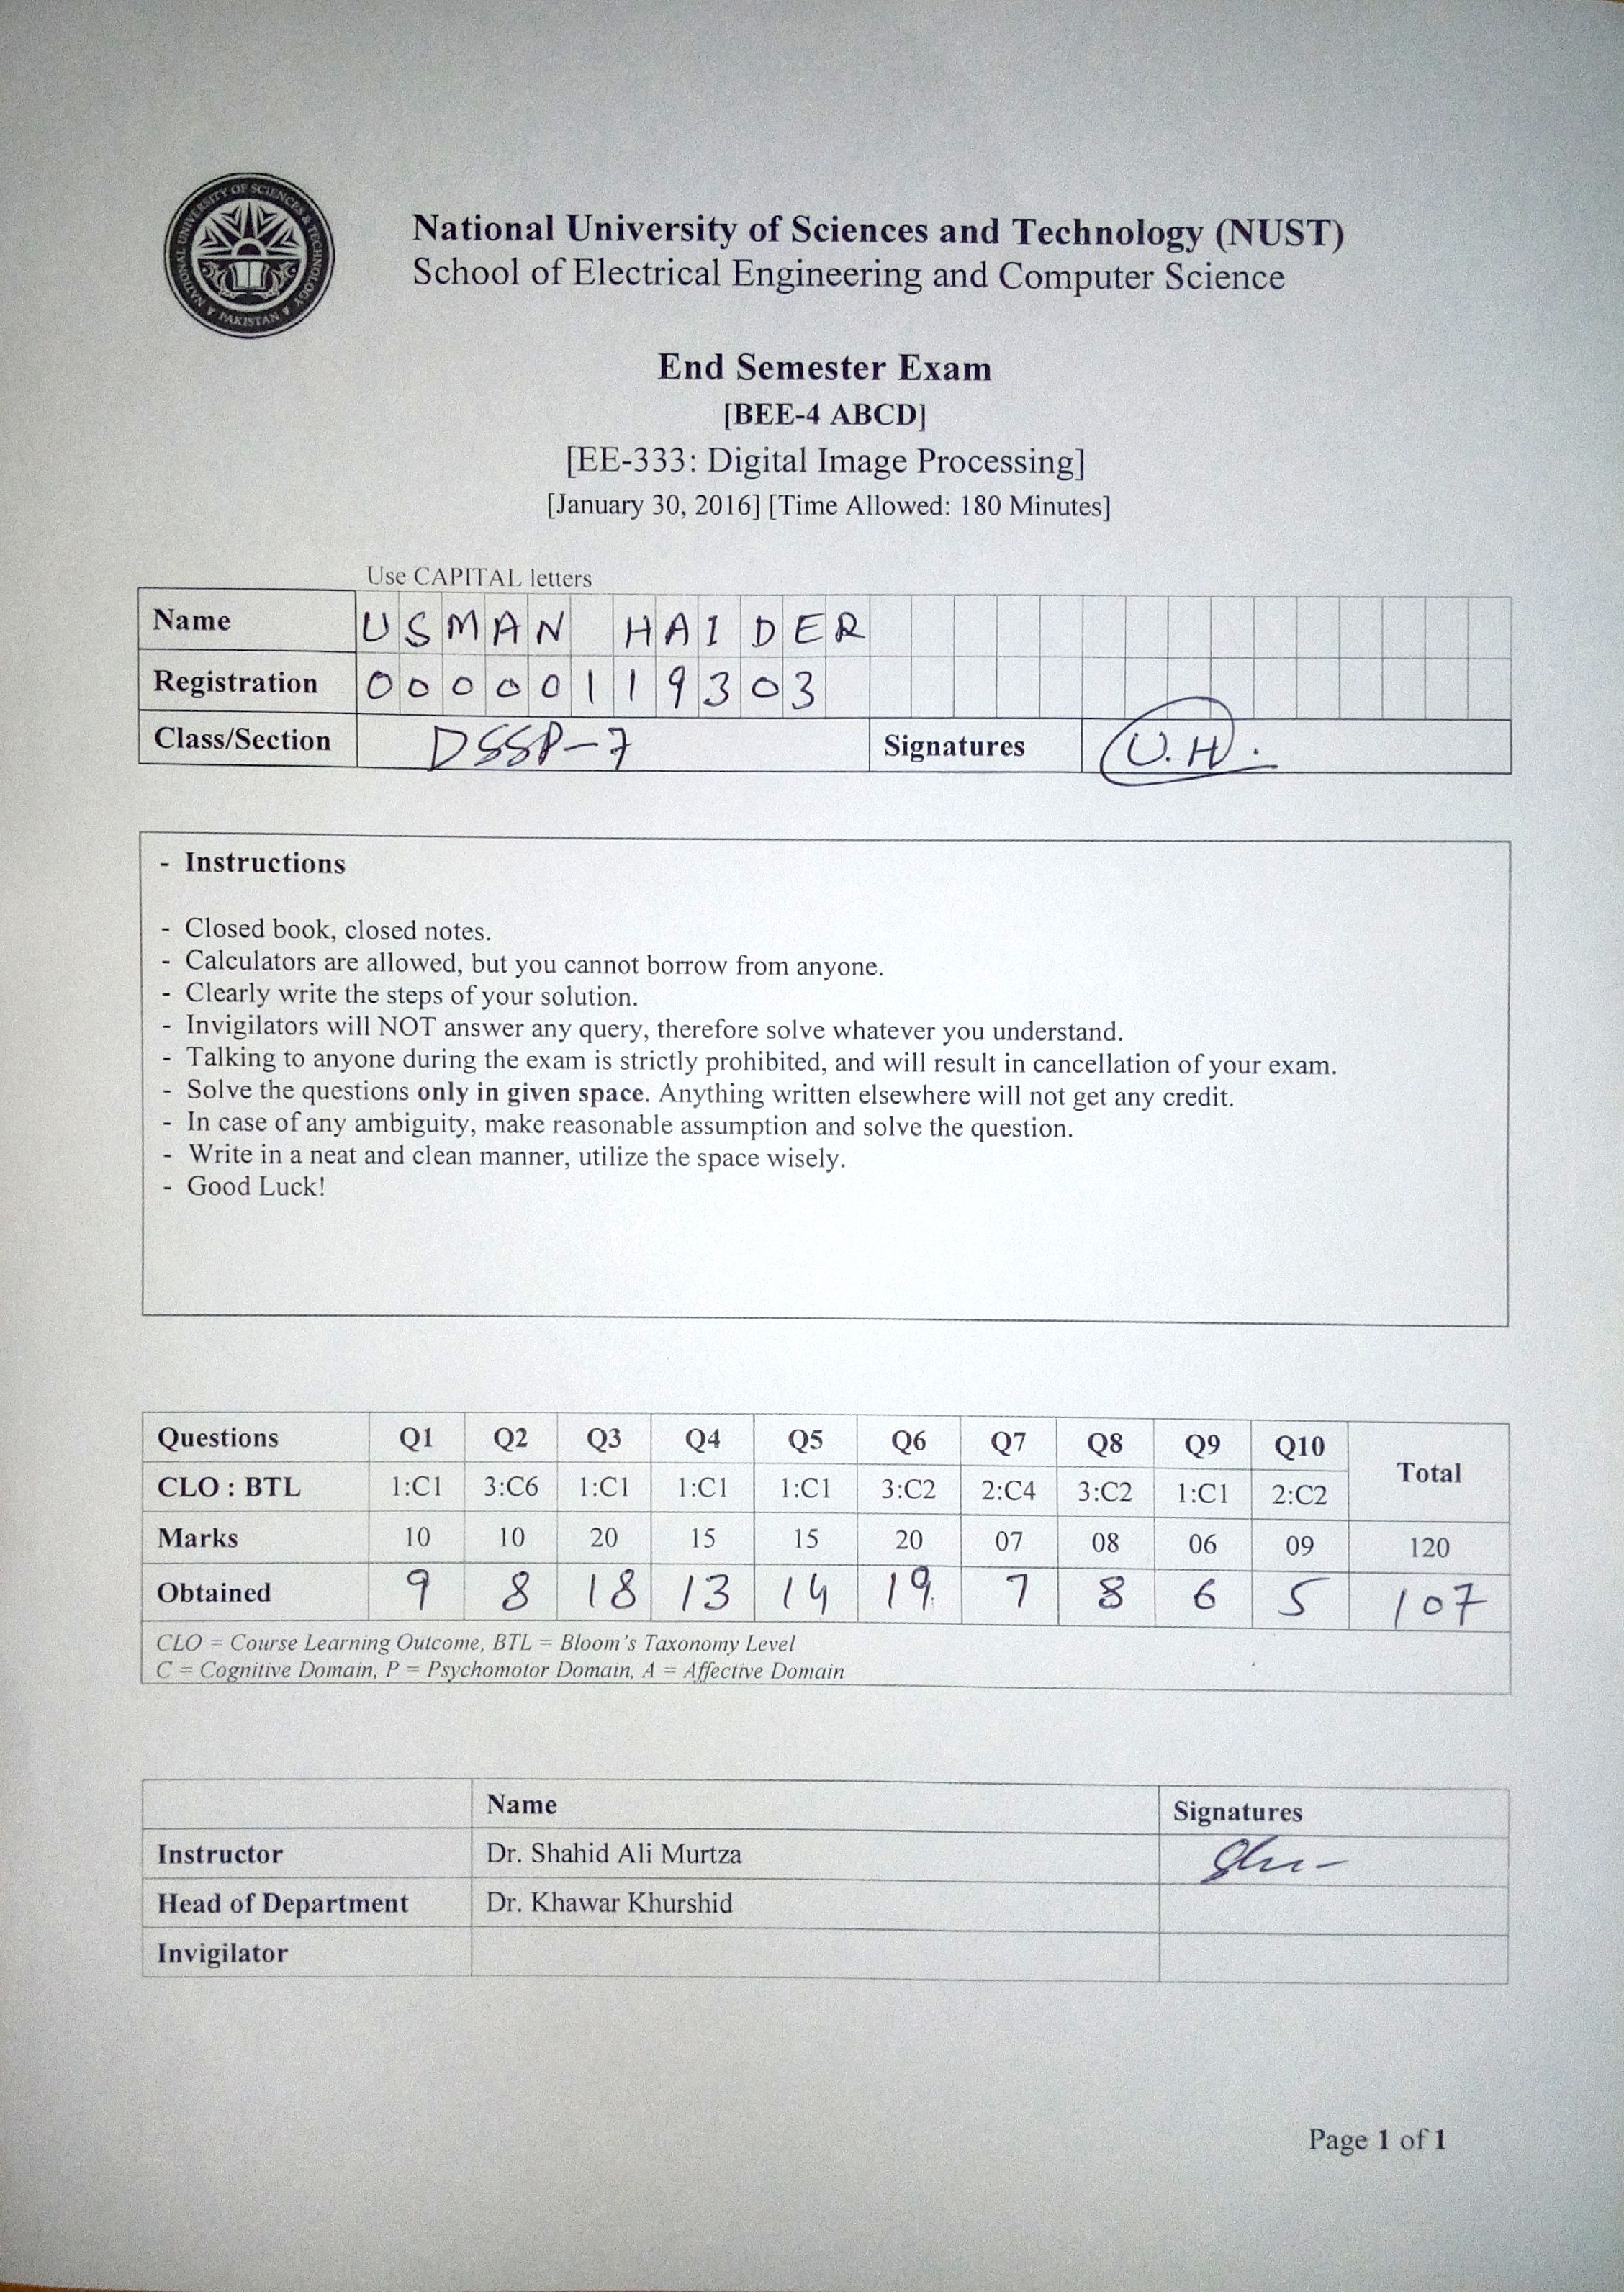 NATIONAL UNIVERSITY OF SCIENCES & TECHNOLOGY
PAKISTAN
National University of Sciences and Technology (NUST)
School of Electrical Engineering and Computer Science
End Semester Exam
[BEE-4 ABCD]
[EE-333: Digital Image Processing]
[January 30, 2016] [Time Allowed: 180 Minutes]
Use CAPITAL letters
Name USMAN HAIDER
Registration 00000119303
Class/Section DSSP-7 Signatures U.H.
- Instructions
- Closed book, closed notes.
- Calculators are allowed, but you cannot borrow from anyone.
- Clearly write the steps of your solution.
- Invigilators will NOT answer any query, therefore solve whatever you understand.
- Talking to anyone during the exam is strictly prohibited, and will result in cancellation of your exam.
- Solve the questions only in given space. Anything written elsewhere will not get any credit.
- In case of any ambiguity, make reasonable assumption and solve the question.
- Write in a neat and clean manner, utilize the space wisely.
- Good Luck!
Questions Q1 Q2 Q3 Q4 Q5 Q6 Q7 Q8 Q9 Q10 Total
CLO : BTL 1:C1 3:C6 1:C1 1:C1 1:C1 3:C2 2:C4 3:C2 1:C1 2:C2
Marks 10 10 20 15 15 20 07 08 06 09 120
Obtained 9 8 18 13 14 19 7 8 6 5 107
CLO = Course Learning Outcome, BTL = Bloom's Taxonomy Level
C = Cognitive Domain, P = Psychomotor Domain, A = Affective Domain
Name Signatures
Instructor Dr. Shahid Ali Murtza
Head of Department Dr. Khawar Khurshid
Invigilator
Page 1 of 1